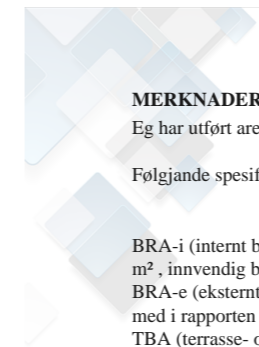 MERKNADER
Eg har utført are
Følgjande spesif
BRA-i (internt b
m² , innvendig b
BRA-e (eksternt
med i rapporten
TBA (terrasse- o